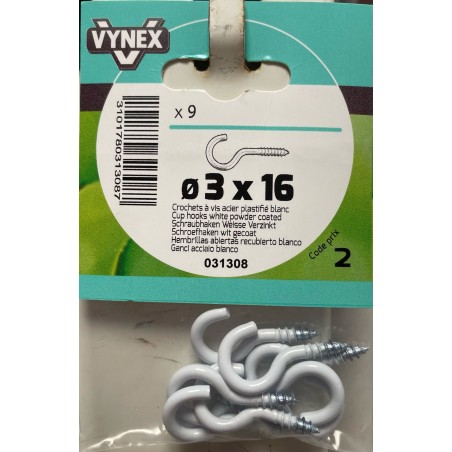 VYNEX
x 9
3101780313087
ø 3 x 16
Crochets à vis acier plastifié blanc
Cup hooks white powder coated
Schraubhaken Weisse Verzinkt
Schroefhaken wit gecoat
Hembrillas abiertas recubierto blanco
Ganci acciaio bianco
031308
Code prix
2